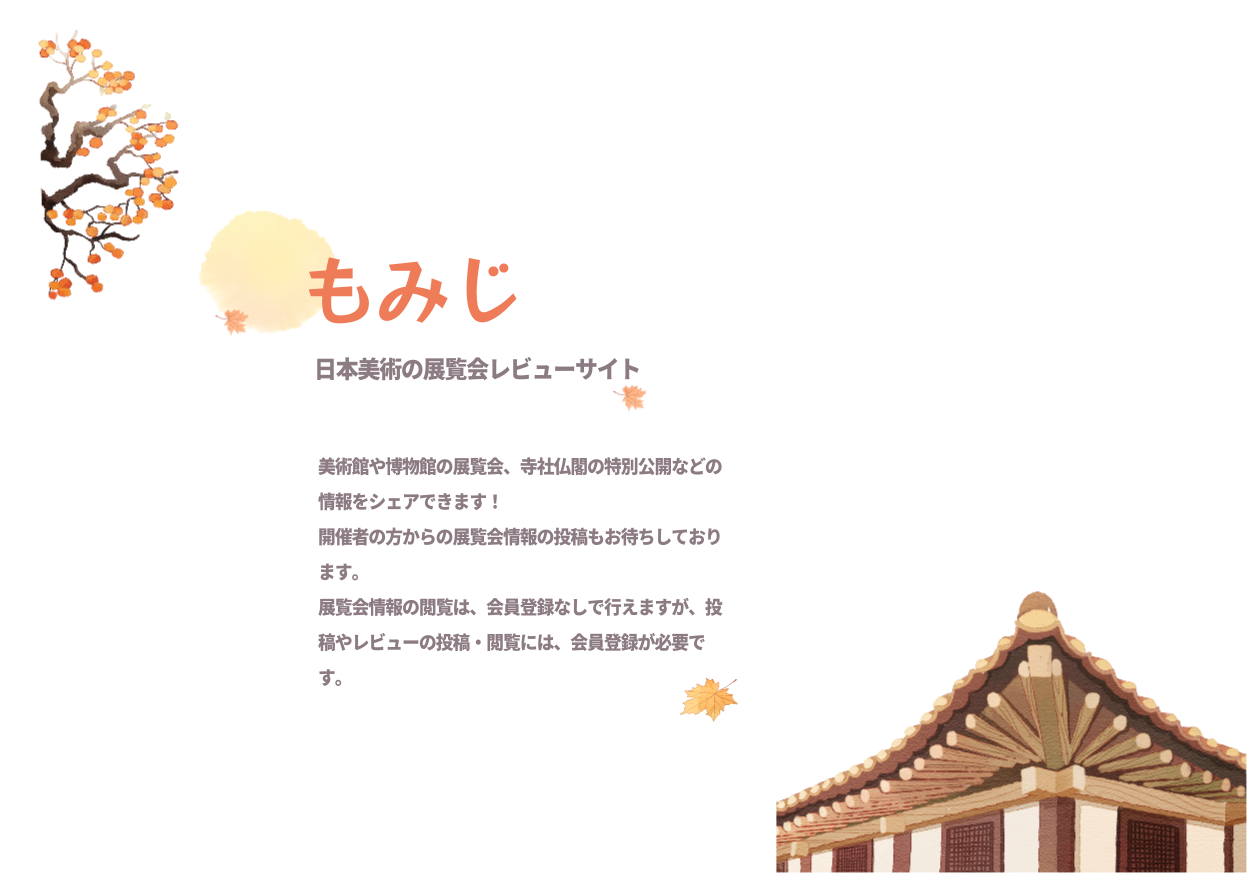 もみじ
日本美術の展覧会レビューサイト
美術館や博物館の展覧会、寺社仏閣の特別公開などの
情報をシェアできます！
開催者の方からの展覧会情報の投稿もお待ちしており
ます。
展覧会情報の閲覧は、会員登録なしで行えますが、投
稿やレビューの投稿・閲覧には、会員登録が必要で
す。